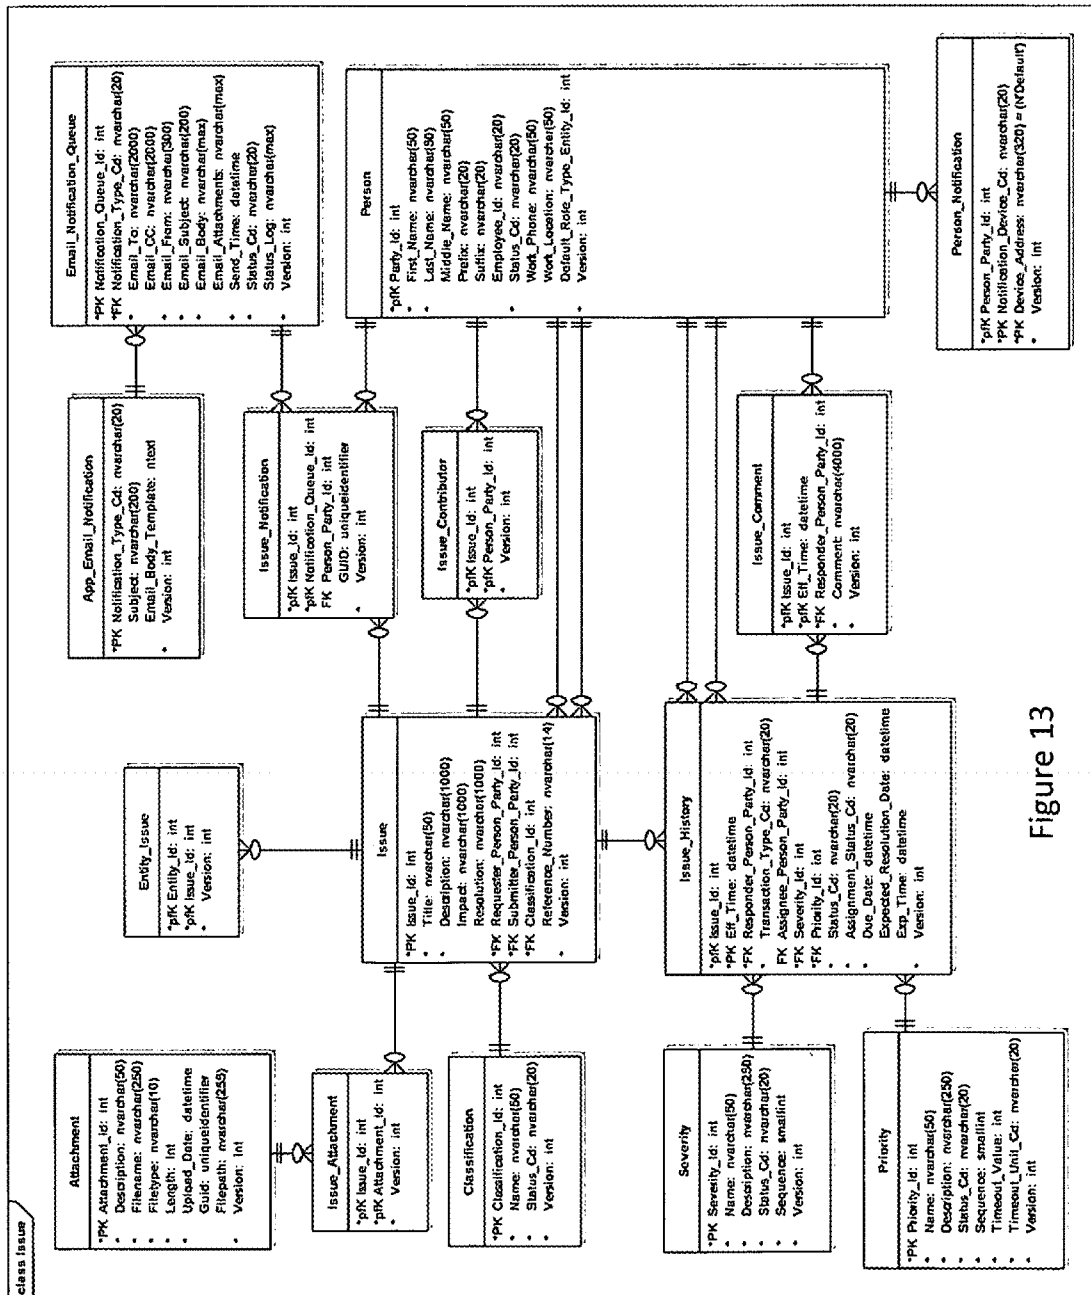 class Issue
Attachment
*PK Attachment_Id: int
* Description: nvarchar(50)
* Filename: nvarchar(250)
* Filetype: nvarchar(10)
* Length: int
* Upload_Date: datetime
Guid: uniqueidentifier
Filepath: nvarchar(255)
* Version: int
Issue_Attachment
*pfK Issue_Id: int
*pfK Attachment_Id: int
* Version: int
Classification
*PK Classification_Id: int
* Name: nvarchar(50)
* Status_Cd: nvarchar(20)
* Version: int
Severity
*PK Severity_Id: int
* Name: nvarchar(50)
* Description: nvarchar(250)
* Status_Cd: nvarchar(20)
* Sequence: smallint
* Version: int
Priority
*PK Priority_Id: int
* Name: nvarchar(50)
* Description: nvarchar(250)
* Status_Cd: nvarchar(20)
* Sequence: smallint
* Timeout_Value: int
* Timeout_Unit_Cd: nvarchar(20)
* Version: int
Entity_Issue
*pfK Entity_Id: int
*pfK Issue_Id: int
* Version: int
Issue
*PK Issue_Id: int
* Title: nvarchar(50)
* Description: nvarchar(1000)
Impact: nvarchar(1000)
Resolution: nvarchar(1000)
*FK Requester_Person_Party_Id: int
*FK Submitter_Person_Party_Id: int
*FK Classification_Id: int
Reference_Number: nvarchar(14)
* Version: int
Issue_History
*pfK Issue_Id: int
*PK Eff_Time: datetime
*FK Responder_Person_Party_Id: int
* Transaction_Type_Cd: nvarchar(20)
FK Assignee_Person_Party_Id: int
*FK Severity_Id: int
*FK Priority_Id: int
* Status_Cd: nvarchar(20)
* Assignment_Status_Cd: nvarchar(20)
* Due_Date: datetime
Expected_Resolution_Date: datetime
Exp_Time: datetime
* Version: int
App_Email_Notification
*PK Notification_Type_Cd: nvarchar(20)
Subject: nvarchar(200)
Email_Body_Template: ntext
* Version: int
Issue_Notification
*pfK Issue_Id: int
*pfK Notification_Queue_Id: int
FK Person_Party_Id: int
GUID: uniqueidentifier
* Version: int
Issue_Contributor
*pfK Issue_Id: int
*pfK Person_Party_Id: int
* Version: int
Issue_Comment
*pfK Issue_Id: int
*pfK Eff_Time: datetime
*FK Responder_Person_Party_Id: int
* Comment: nvarchar(4000)
* Version: int
Email_Notification_Queue
*PK Notification_Queue_Id: int
*FK Notification_Type_Cd: nvarchar(20)
* Email_To: nvarchar(2000)
* Email_CC: nvarchar(2000)
* Email_From: nvarchar(300)
* Email_Subject: nvarchar(200)
* Email_Body: nvarchar(max)
Email_Attachments: nvarchar(max)
* Send_Time: datetime
* Status_Cd: nvarchar(20)
Status_Log: nvarchar(max)
* Version: int
Person
*pfK Party_Id: int
* First_Name: nvarchar(50)
* Last_Name: nvarchar(50)
Middle_Name: nvarchar(50)
Prefix: nvarchar(20)
Suffix: nvarchar(20)
Employee_Id: nvarchar(20)
* Status_Cd: nvarchar(20)
Work_Phone: nvarchar(50)
Work_Location: nvarchar(50)
Default_Role_Type_Entity_Id: int
* Version: int
Person_Notification
*pfK Person_Party_Id: int
*PK Notification_Device_Cd: nvarchar(20)
*PK Device_Address: nvarchar(320) = (N'Default')
* Version: int
Figure 13